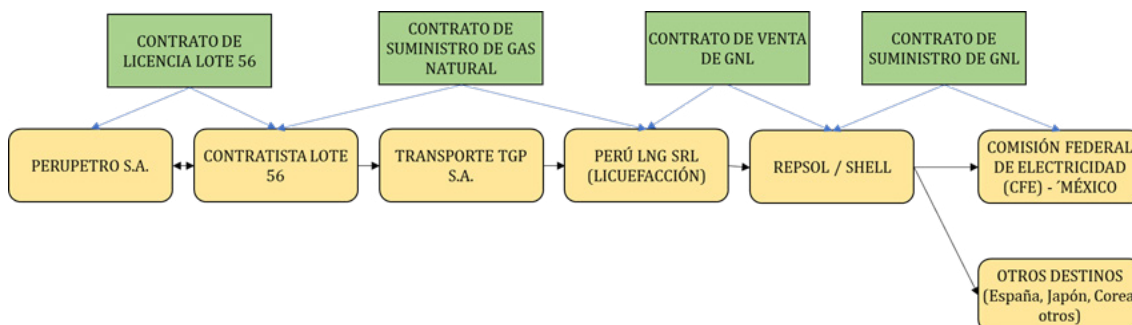 CONTRATO DE
LICENCIA LOTE 56
CONTRATO DE
SUMINISTRO DE GAS
NATURAL
CONTRATO DE VENTA
DE GNL
CONTRATO DE
SUMINISTRO DE GNL
PERUPETRO S.A.
CONTRATISTA LOTE
56
TRANSPORTE TGP
S.A.
PERÚ LNG SRL
(LICUEFACCIÓN)
REPSOL / SHELL
COMISIÓN FEDERAL
DE ELECTRICIDAD
(CFE) - ´MÉXICO
OTROS DESTINOS
(España, Japón, Corea
otros)